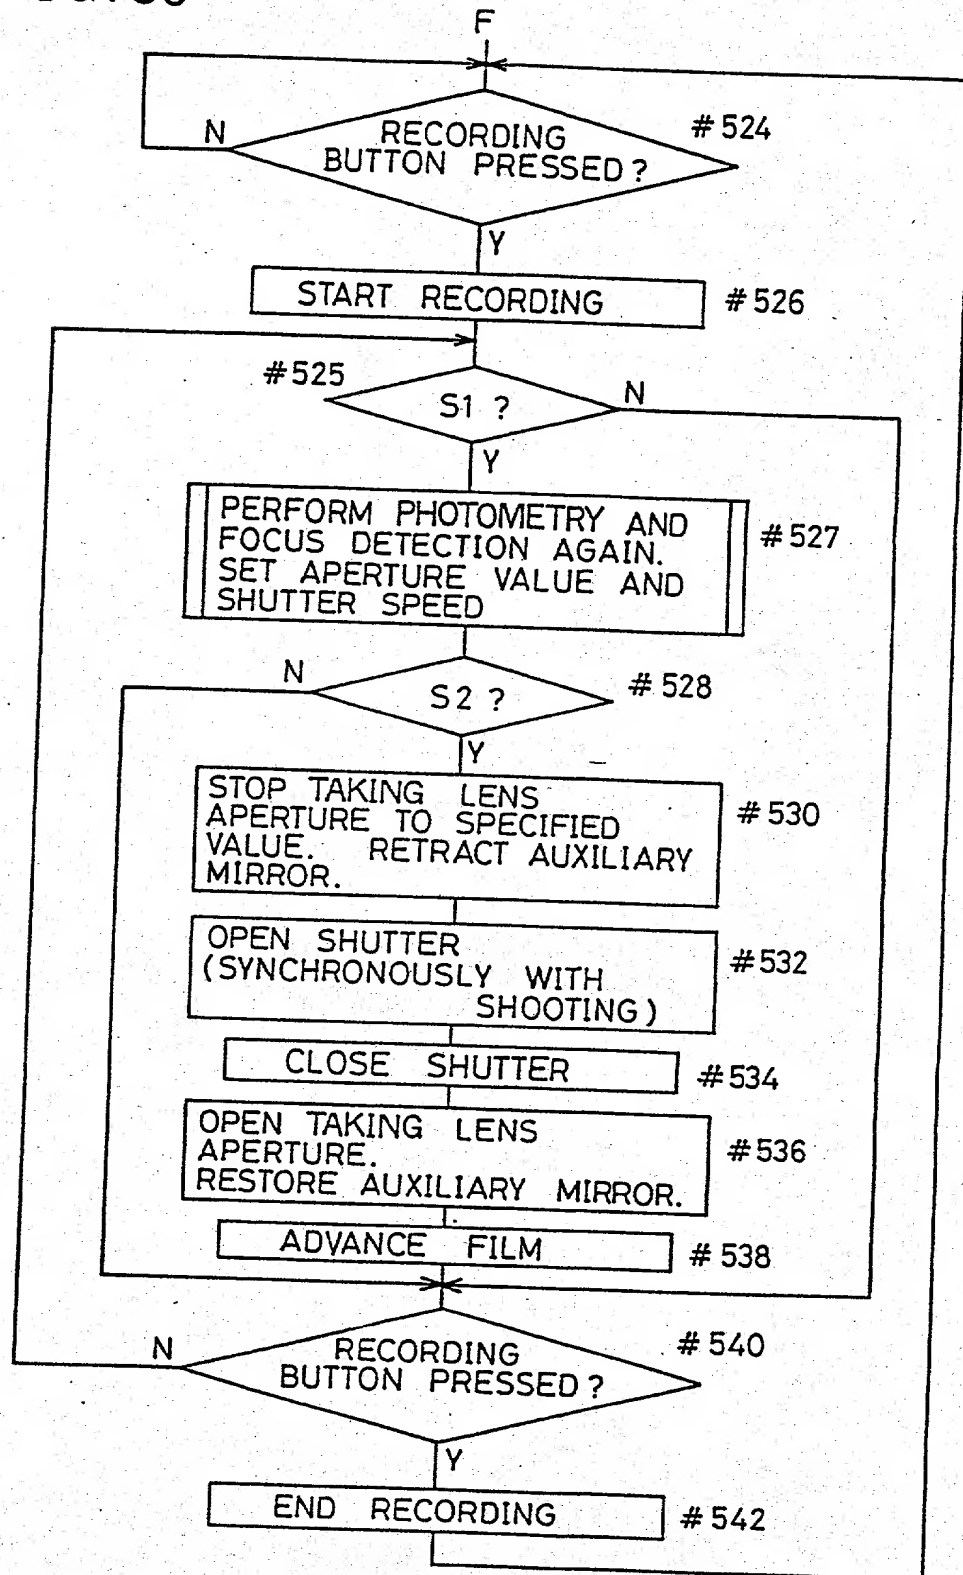 F
N
RECORDING
BUTTON PRESSED?
#524
Y
START RECORDING
#526
#525
S1 ?
N
Y
PERFORM PHOTOMETRY AND
FOCUS DETECTION AGAIN.
SET APERTURE VALUE AND
SHUTTER SPEED
#527
N
S2 ?
#528
Y
STOP TAKING LENS
APERTURE TO SPECIFIED
VALUE. RETRACT AUXILIARY
MIRROR.
#530
OPEN SHUTTER
(SYNCHRONOUSLY WITH
SHOOTING)
#532
CLOSE SHUTTER
#534
OPEN TAKING LENS
APERTURE.
RESTORE AUXILIARY MIRROR.
#536
ADVANCE FILM
#538
N
RECORDING
BUTTON PRESSED?
#540
Y
END RECORDING
#542